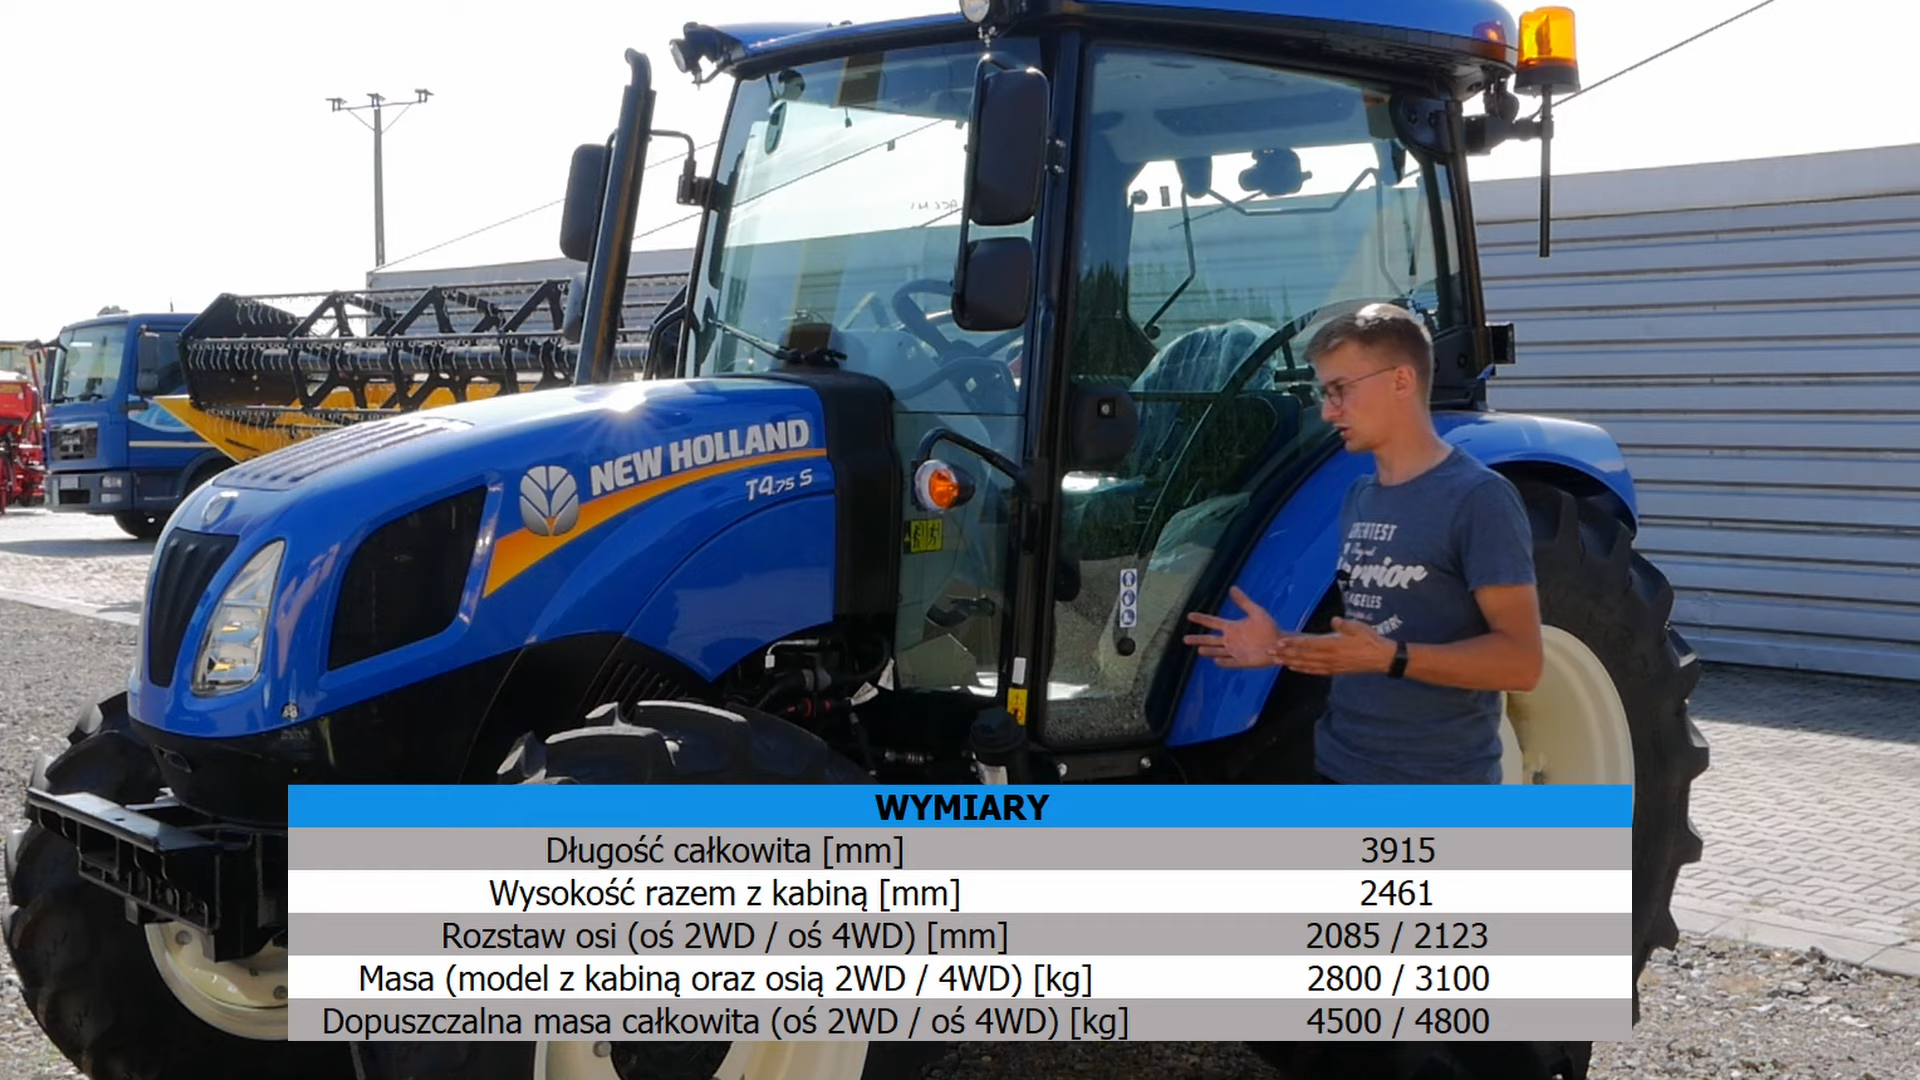 NEW HOLLAND
T4.75 S
WYMIARY
Długość całkowita [mm] 3915
Wysokość razem z kabiną [mm] 2461
Rozstaw osi (oś 2WD / oś 4WD) [mm] 2085 / 2123
Masa (model z kabiną oraz osią 2WD / 4WD) [kg] 2800 / 3100
Dopuszczalna masa całkowita (oś 2WD / oś 4WD) [kg] 4500 / 4800